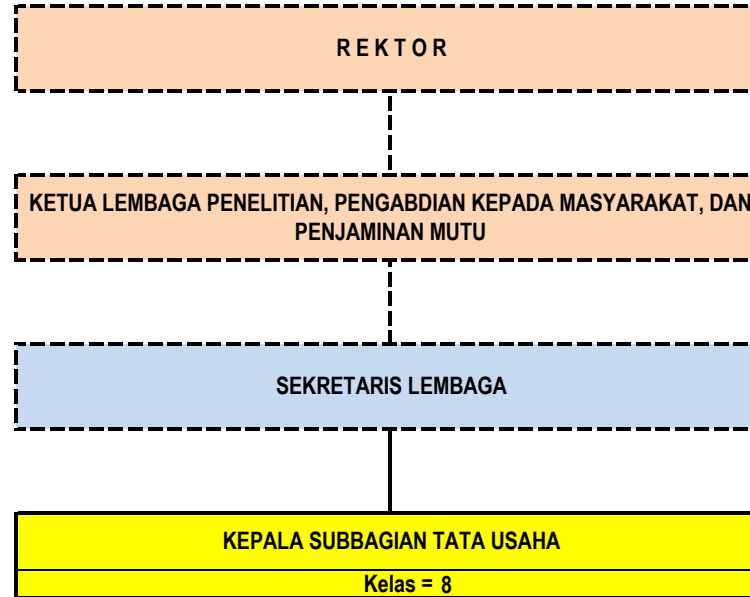 R E K T O R
KETUA LEMBAGA PENELITIAN, PENGABDIAN KEPADA MASYARAKAT, DAN
PENJAMINAN MUTU
SEKRETARIS LEMBAGA
KEPALA SUBBAGIAN TATA USAHA
Kelas = 8